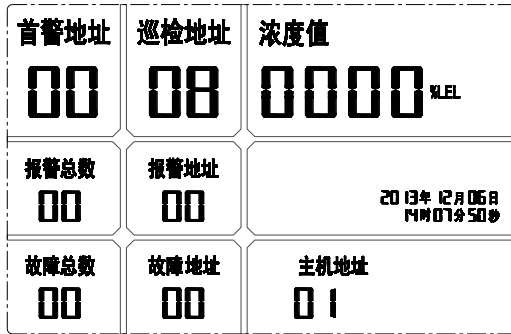 首警地址 巡检地址 浓度值
00 08 0000 %LEL
报警总数 报警地址
00 00
2013年12月06日
14时07分50秒
故障总数 故障地址 主机地址
00 00 01